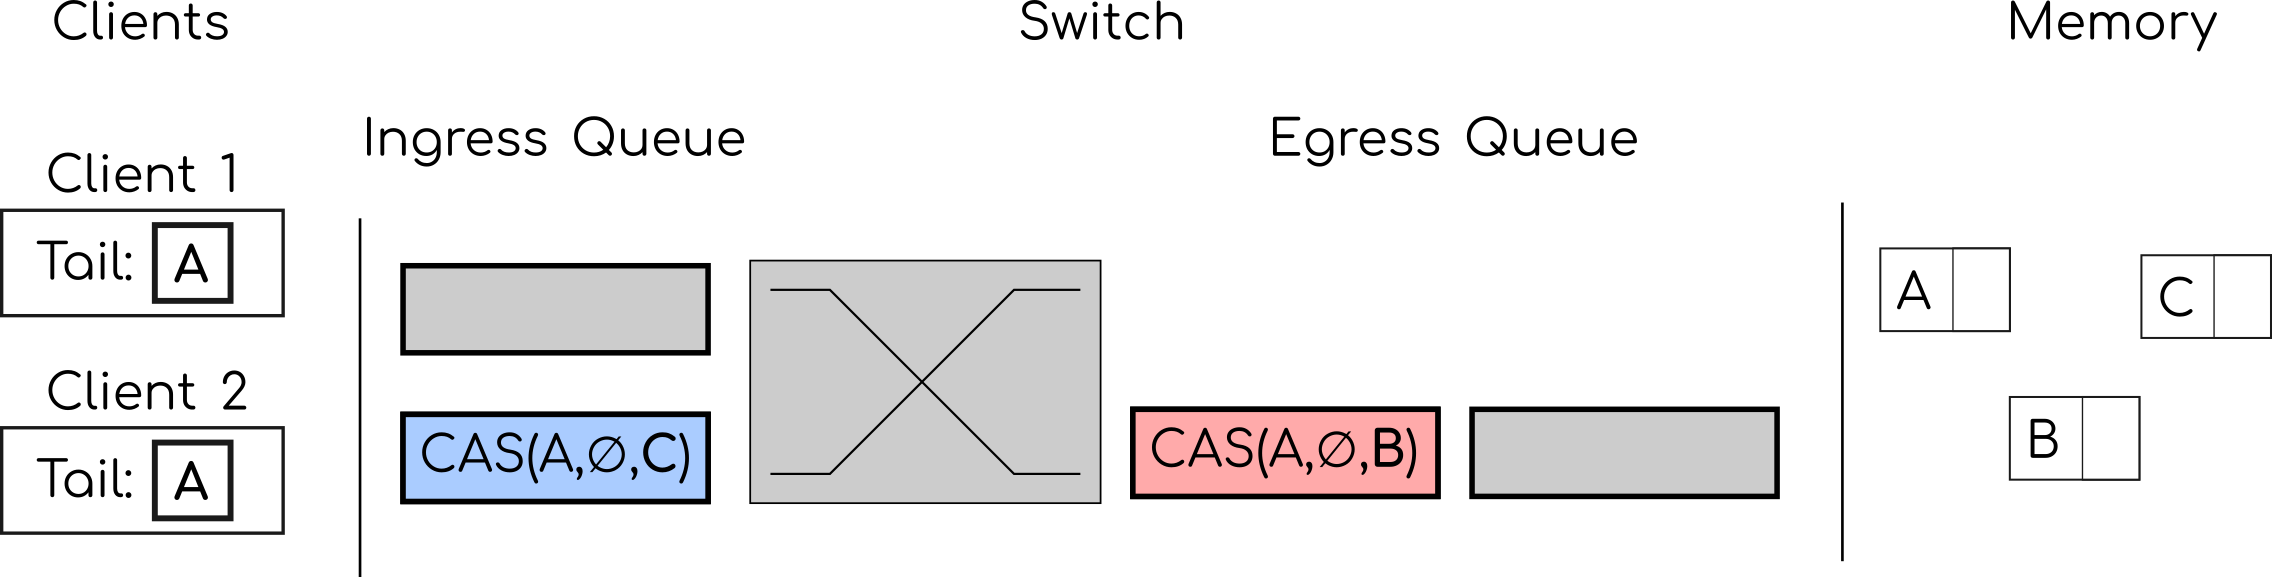 Clients
Switch
Memory
Ingress Queue
Egress Queue
Client 1
Tail: A
Client 2
Tail: A
CAS(A,∅,C)
CAS(A,∅,B)
A
C
B